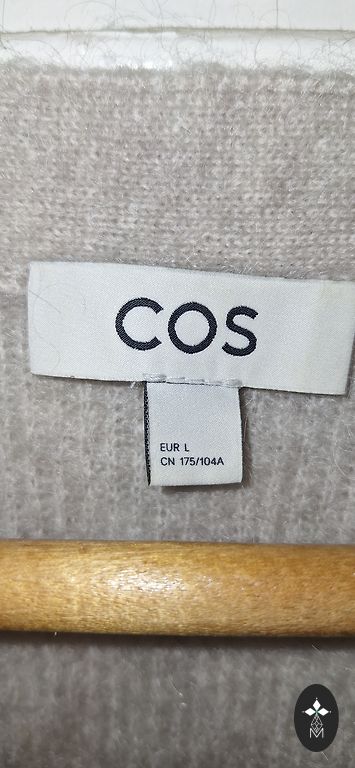 COS
EUR L
CN 175/104A
M